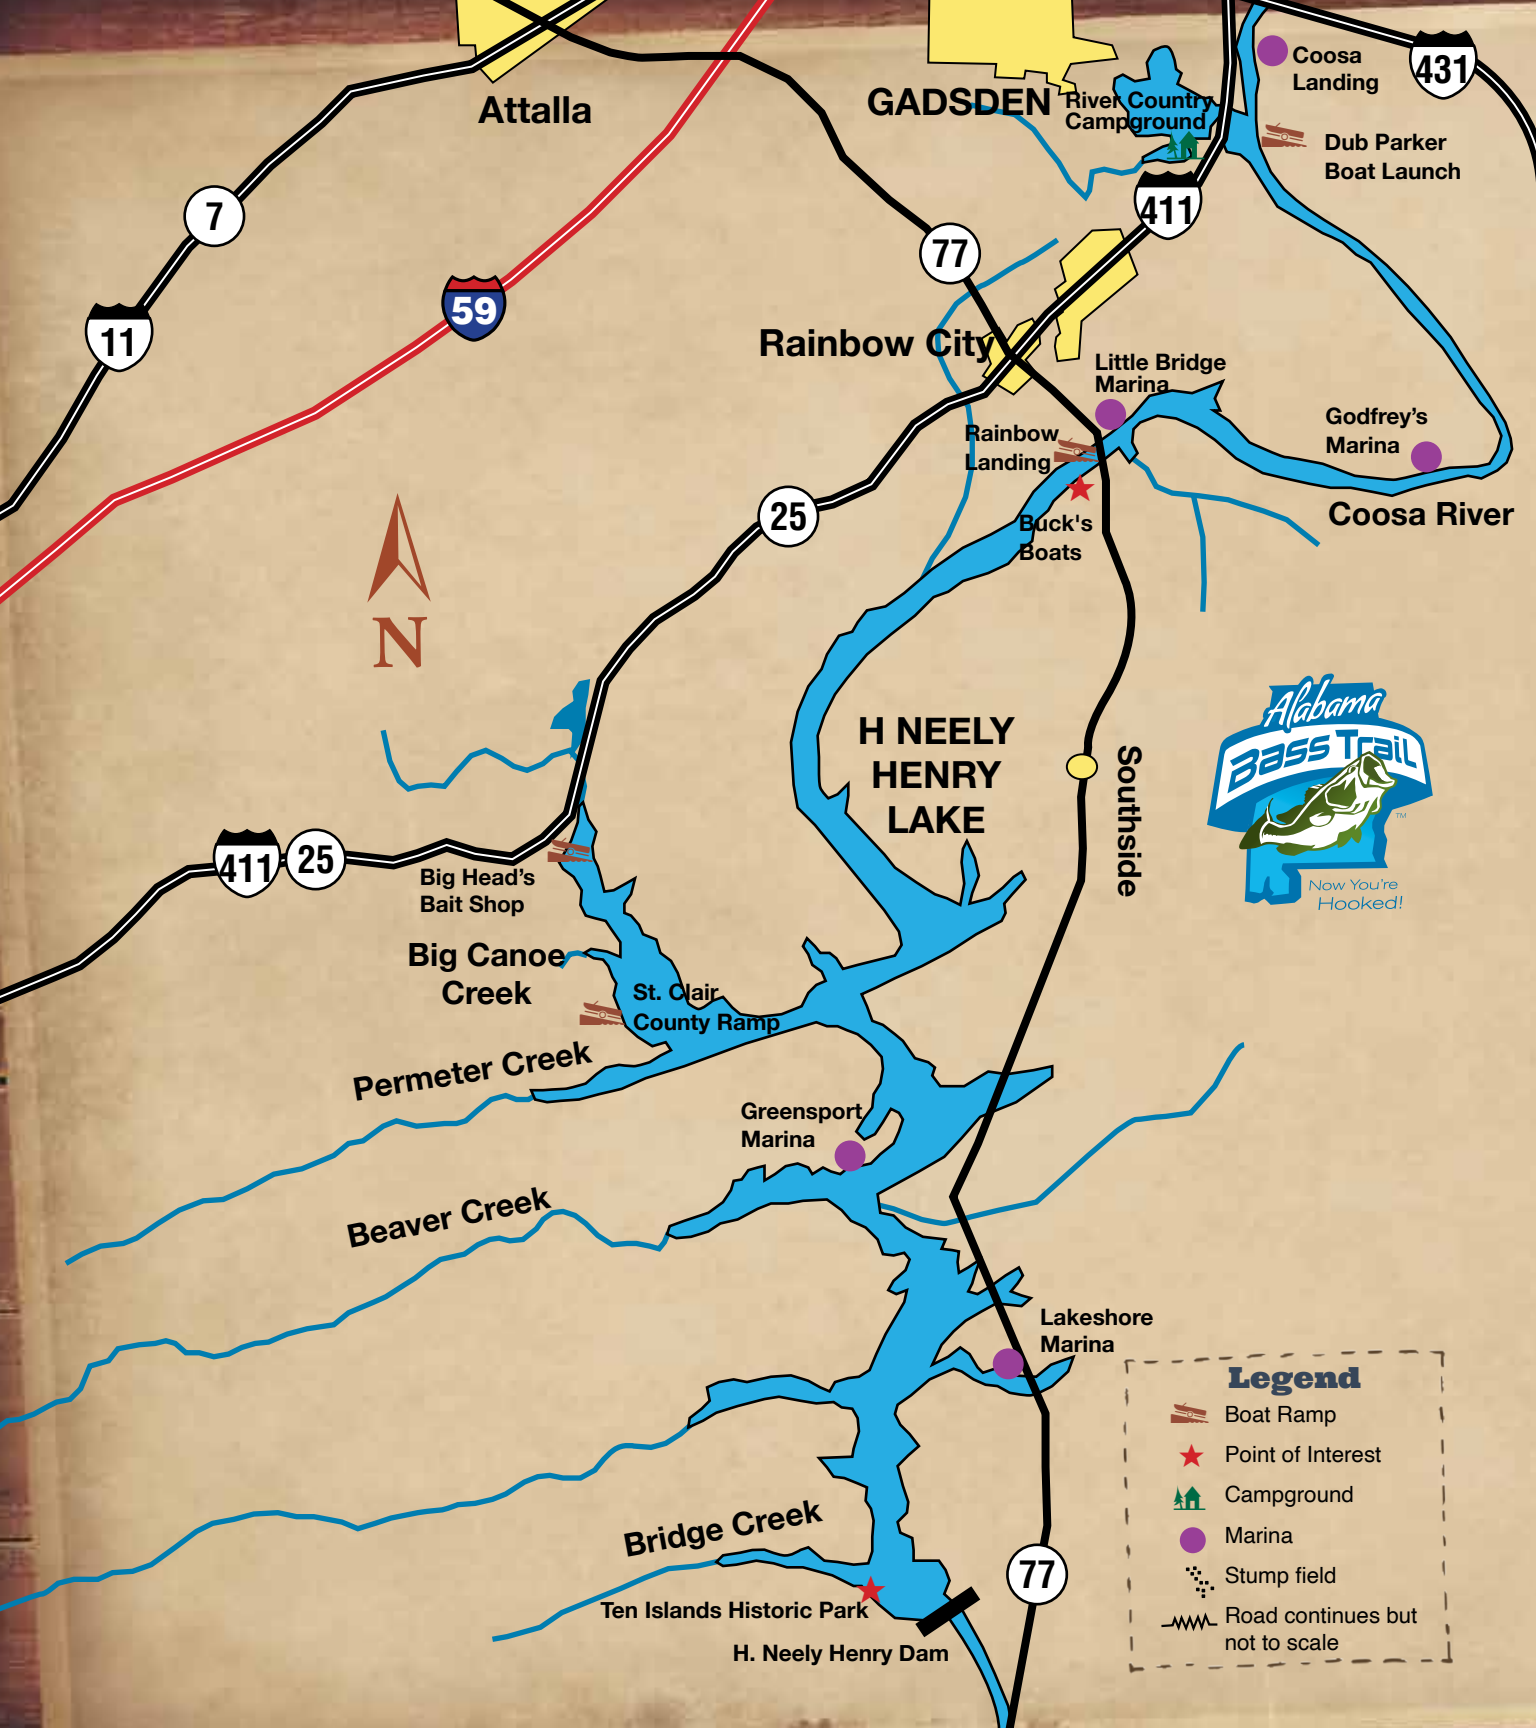 Attalla
GADSDEN
River Country
Campground
Coosa
Landing
431
Dub Parker
Boat Launch
411
7
77
59
11
Rainbow City
Little Bridge
Marina
Godfrey's
Marina
Rainbow
Landing
Coosa River
25
Buck's
Boats
N
H NEELY
HENRY
LAKE
Southside
Alabama
Bass Trail
TM
Now You're
Hooked!
411
25
Big Head's
Bait Shop
Big Canoe
Creek
St. Clair
County Ramp
Permeter Creek
Greensport
Marina
Beaver Creek
Lakeshore
Marina
Legend
Boat Ramp
Point of Interest
Campground
Marina
Stump field
Road continues but
not to scale
Bridge Creek
77
Ten Islands Historic Park
H. Neely Henry Dam